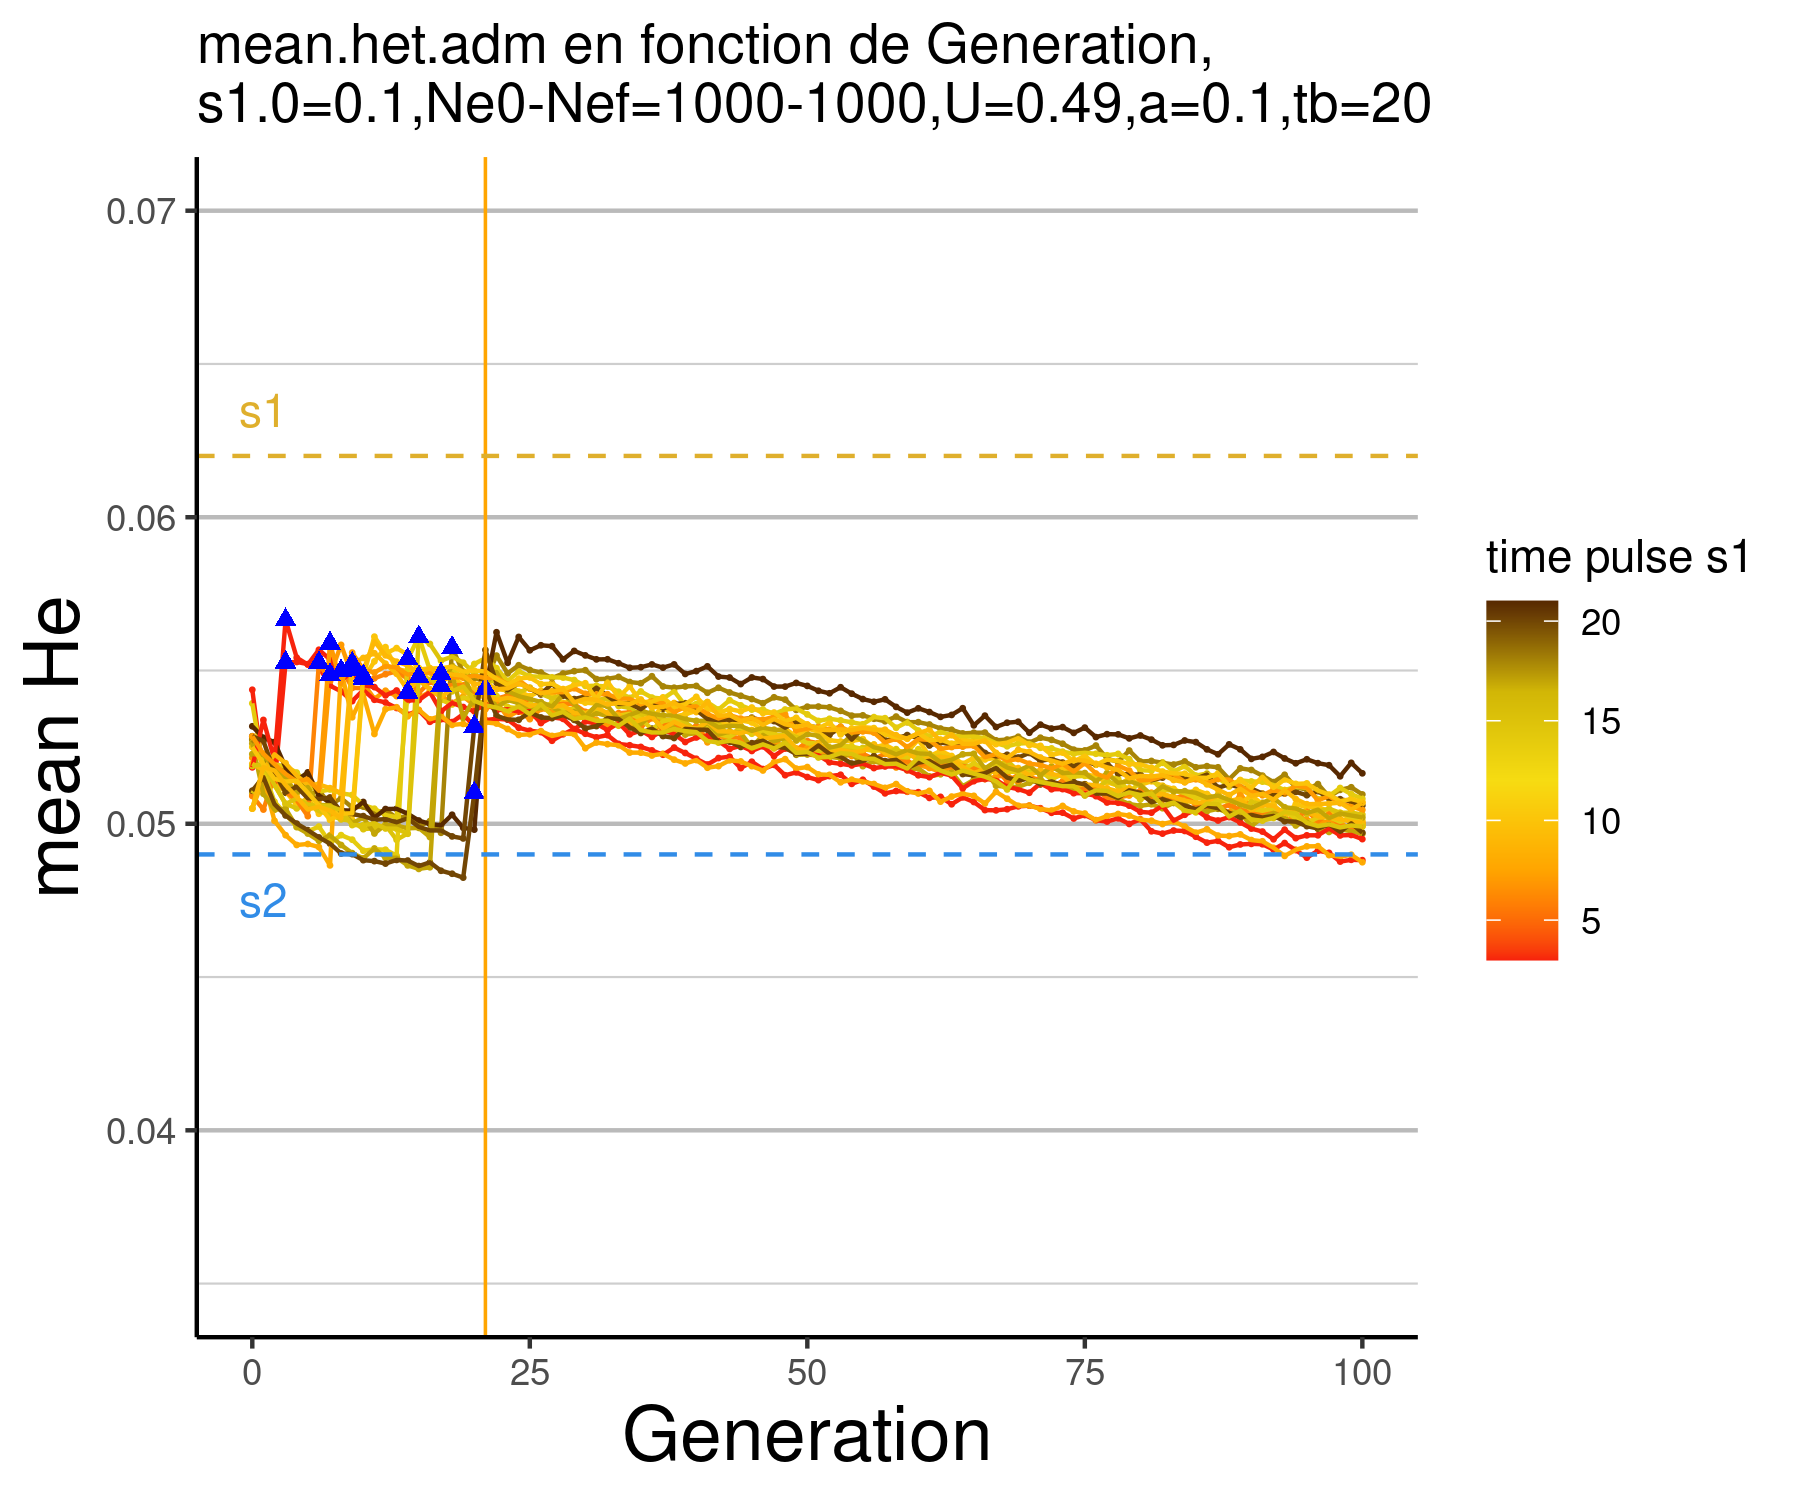 mean.het.adm en fonction de Generation,
s1.0=0.1,Ne0-Nef=1000-1000,U=0.49,a=0.1,tb=20
mean He
0.07
0.06
0.05
0.04
s1
s2
0
25
50
75
100
Generation
time pulse s1
20
15
10
5